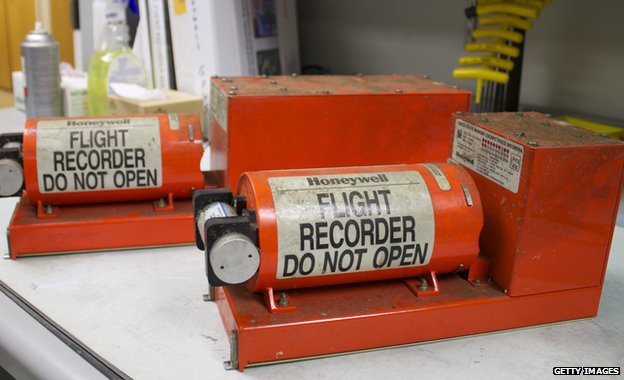 Honeywell
FLIGHT
RECORDER
DO NOT OPEN
Honeywell
FLIGHT
RECORDER
DO NOT OPEN
GETTY IMAGES